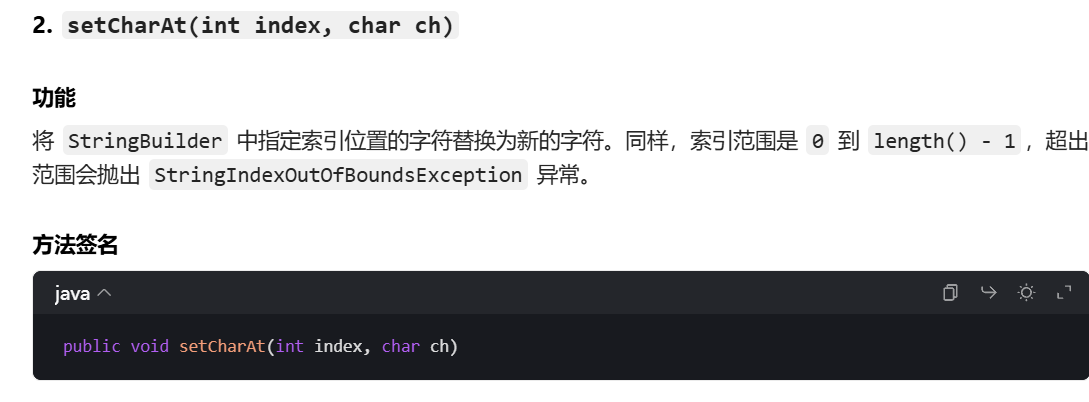 2. setCharAt(int index, char ch)
功能
将 StringBuilder 中指定索引位置的字符替换为新的字符。同样，索引范围是 0 到 length() - 1，超出
范围会抛出 StringIndexOutOfBoundsException 异常。
方法签名
java
public void setCharAt(int index, char ch)